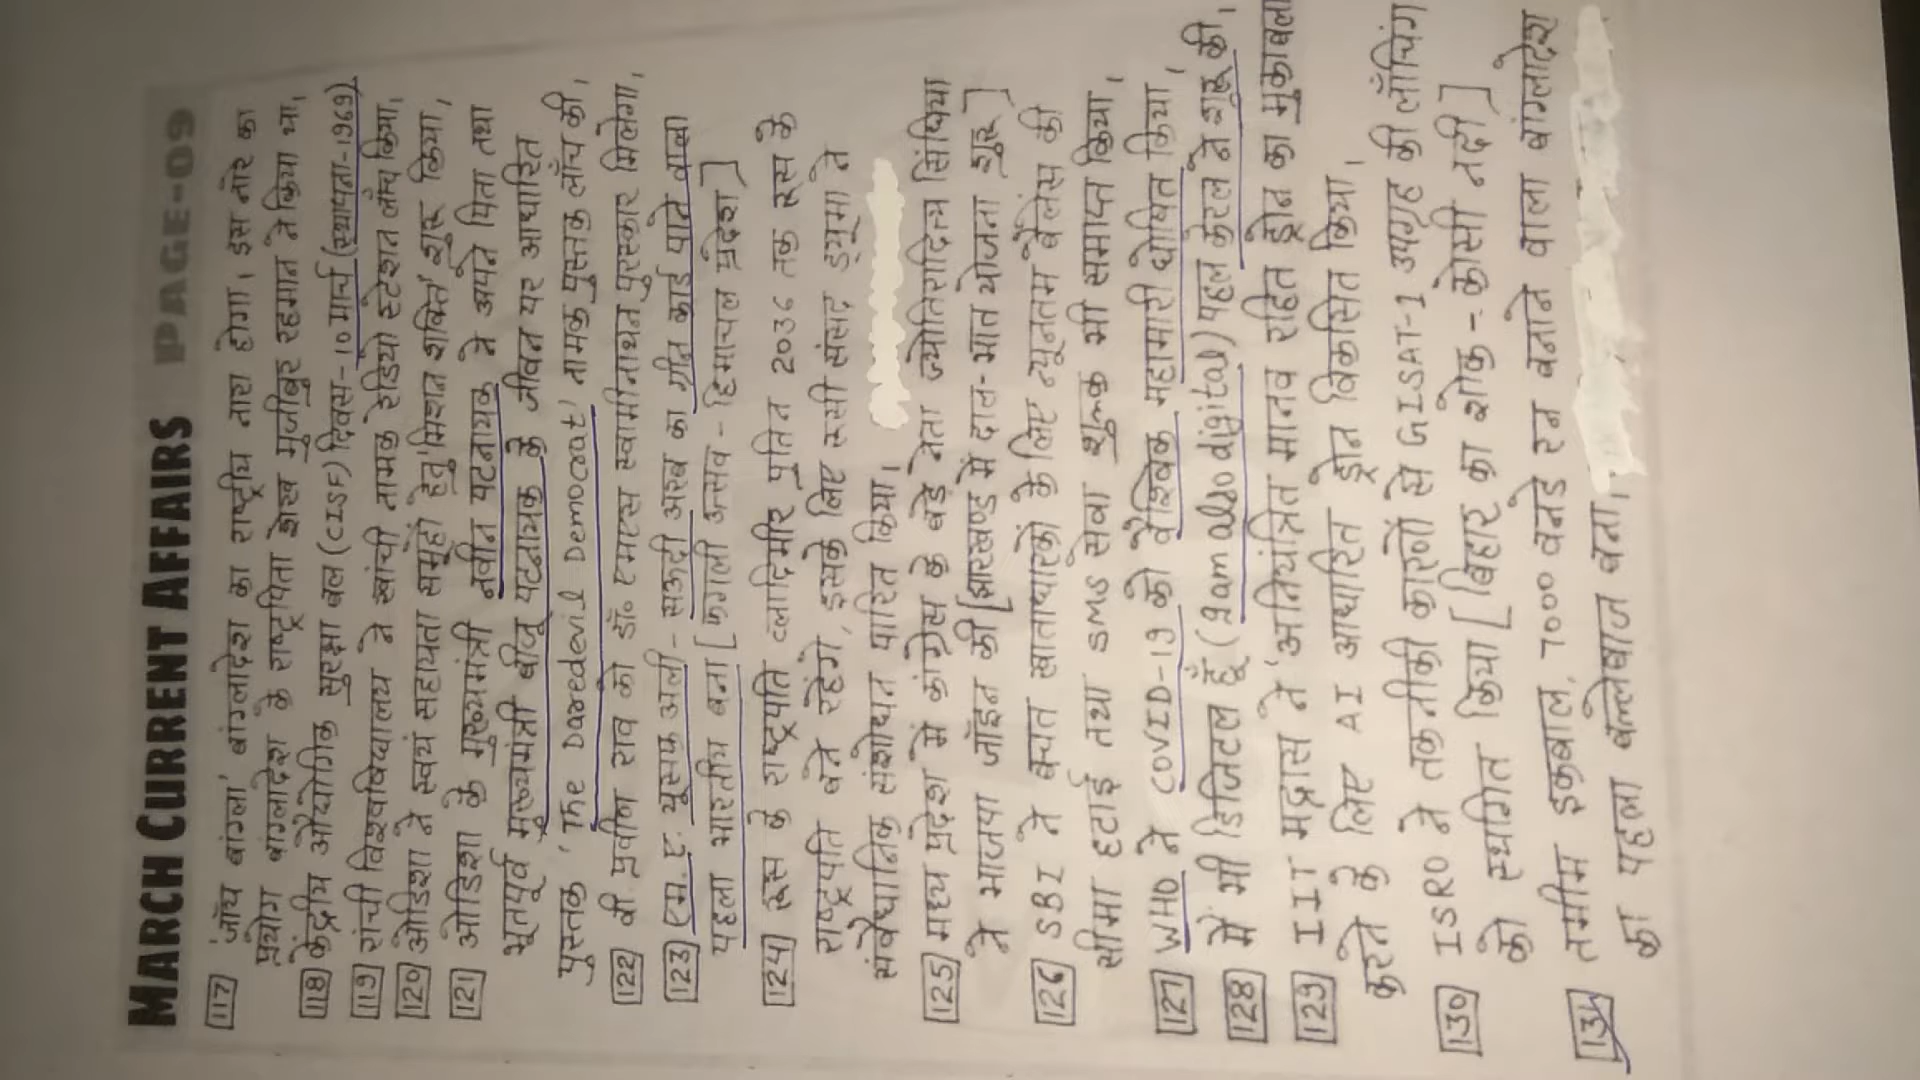 MARCH CURRENT AFFAIRS PAGE-09
117 'जॉय बांग्ला' बांग्लादेश का राष्ट्रीय नारा होगा। इस नारे का
प्रयोग बांग्लादेश के राष्ट्रपिता शेख मुजीबुर रहमान ने किया था।
118 केंद्रीय औद्योगिक सुरक्षा बल (CISF) दिवस-10 मार्च (स्थापना-1969)
119 रांची विश्वविद्यालय ने खांची नामक रेडियो स्टेशन लॉन्च किया।
120 ओडिशा ने स्वयं सहायता समूहों हेतु 'मिशन शक्ति' शुरू किया।
121 ओडिशा के मुख्यमंत्री नवीन पटनायक ने अपने पिता तथा
भूतपूर्व मुख्यमंत्री बीजू पटनायक के जीवन पर आधारित
पुस्तक 'The Daredevil Democrat' नामक पुस्तक लॉंच की।
122 वी प्रवीण राव को डॉ॰ एमएस स्वामीनाथन पुरस्कार मिलेगा।
123 एम. ए. यूसुफ अली - सऊदी अरब का ग्रीन कार्ड पाने वाला
पहला भारतीय बना [फागली उत्सव - हिमाचल प्रदेश]
124 रूस के राष्ट्रपति व्लादिमीर पुतिन 2036 तक रूस के
राष्ट्रपति बने रहेंगे, इसके लिए रूसी संसद ड्यूमा ने
संवैधानिक संशोधन पारित किया।
125 मध्य प्रदेश में कांग्रेस के बड़े नेता ज्योतिरादित्य सिंधिया
ने भाजपा जॉइन की [झारखण्ड में दाल-भात योजना शुरू]
126 SBI ने बचत खाताधारकों के लिए न्यूनतम बैलेंस की
सीमा हटाई तथा SMS सेवा शुल्क भी समाप्त किया।
127 WHO ने COVID-19 को वैश्विक महामारी घोषित किया।
128 मैं भी डिजिटल हूँ (I am also digital) पहल केरल ने शुरू की।
129 IIT मद्रास ने 'अनियंत्रित मानव रहित ड्रोन का मुकाबला
करने के लिए AI आधारित ड्रोन विकसित किया।
130 ISRO ने तकनीकी कारणों से GISAT-1 उपग्रह की लॉंचिंग
को स्थगित किया [बिहार का शोक - कोसी नदी]
131 तमीम इकबाल, 7000 वनडे रन बनाने वाला बांग्लादेश
का पहला बल्लेबाज बना।